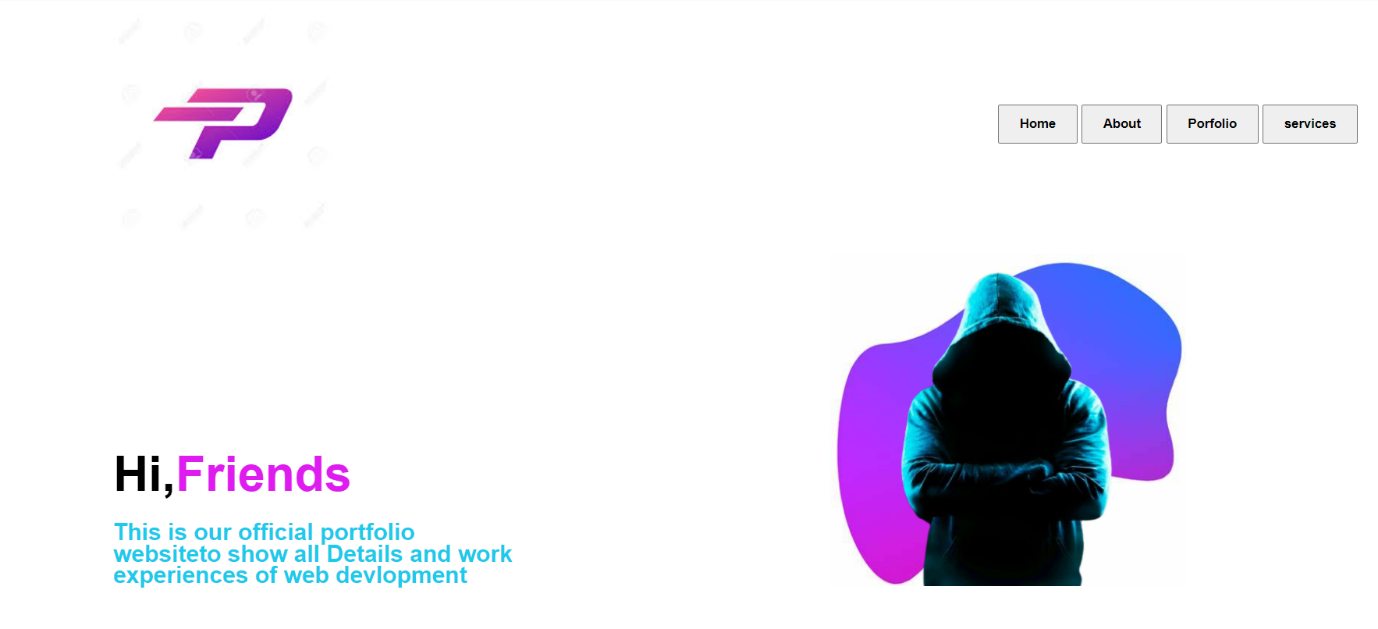 Home About Porfolio services
Hi,Friends
This is our official portfolio
websiteto show all Details and work
experiences of web devlopment